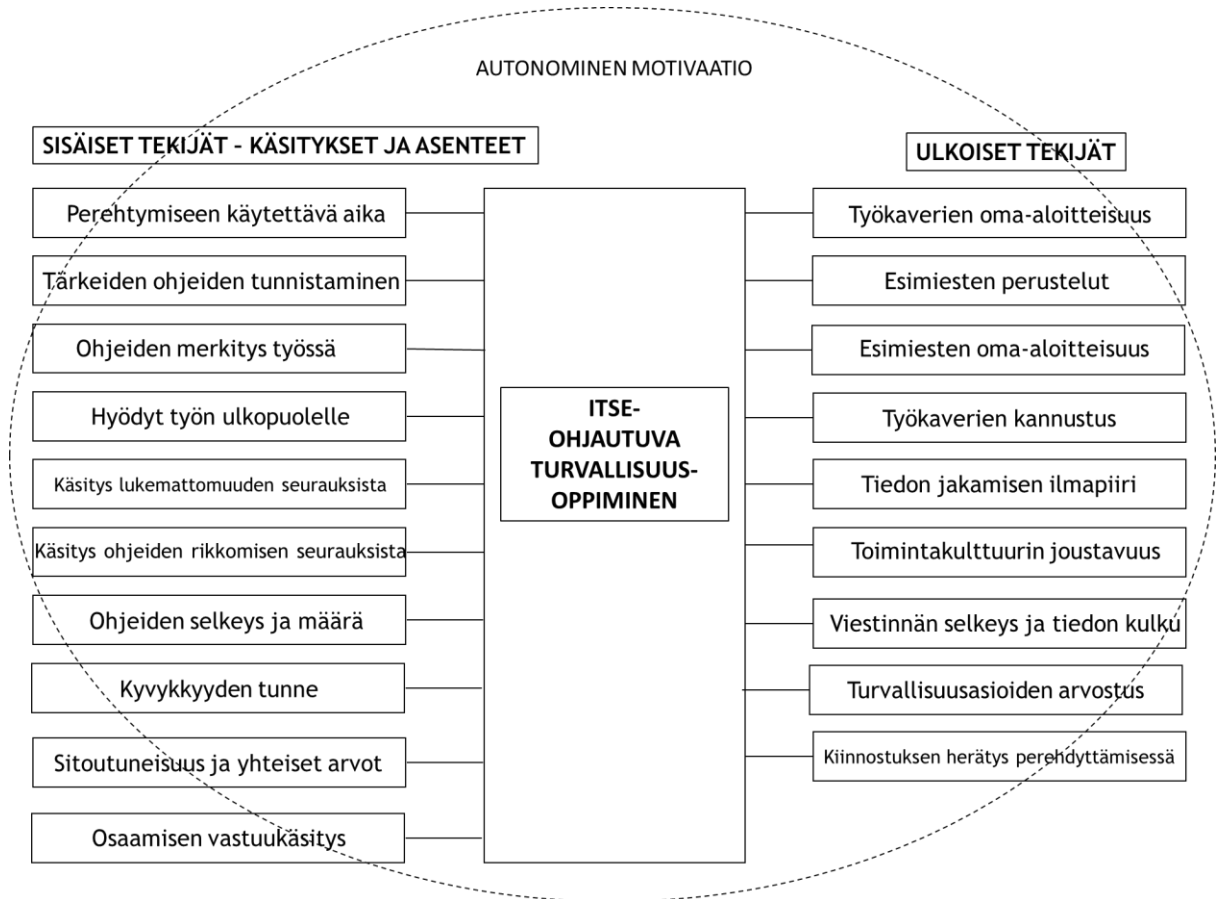 AUTONOMINEN MOTIVAATIO
SISÄISET TEKIJÄT – KÄSITYKSET JA ASENTEET
Perehtymiseen käytettävä aika
Tärkeiden ohjeiden tunnistaminen
Ohjeiden merkitys työssä
Hyödyt työn ulkopuolelle
Käsitys lukemattomuuden seurauksista
Käsitys ohjeiden rikkomisen seurauksista
Ohjeiden selkeys ja määrä
Kyvykkyyden tunne
Sitoutuneisuus ja yhteiset arvot
Osaamisen vastuukäsitys
ITSE-
OHJAUTUVA
TURVALLISUUS-
OPPIMINEN
ULKOISET TEKIJÄT
Työkaverien oma-aloitteisuus
Esimiesten perustelut
Esimiesten oma-aloitteisuus
Työkaverien kannustus
Tiedon jakamisen ilmapiiri
Toimintakulttuurin joustavuus
Viestinnän selkeys ja tiedon kulku
Turvallisuusasioiden arvostus
Kiinnostuksen herätys perehdyttämisessä